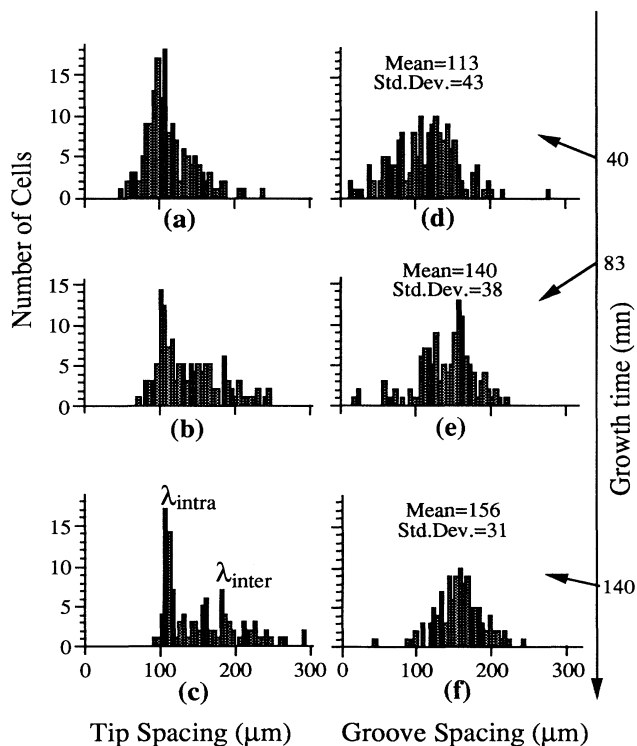 Number of Cells
15
10
5
0
(a)
Mean=113
Std.Dev.=43
(d)
40
15
10
5
0
(b)
Mean=140
Std.Dev.=38
(e)
83
15
10
5
0
λintra
λinter
0
100
200
300
(c)
Mean=156
Std.Dev.=31
0
100
200
300
(f)
140
Growth time (mn)
Tip Spacing (μm)
Groove Spacing (μm)